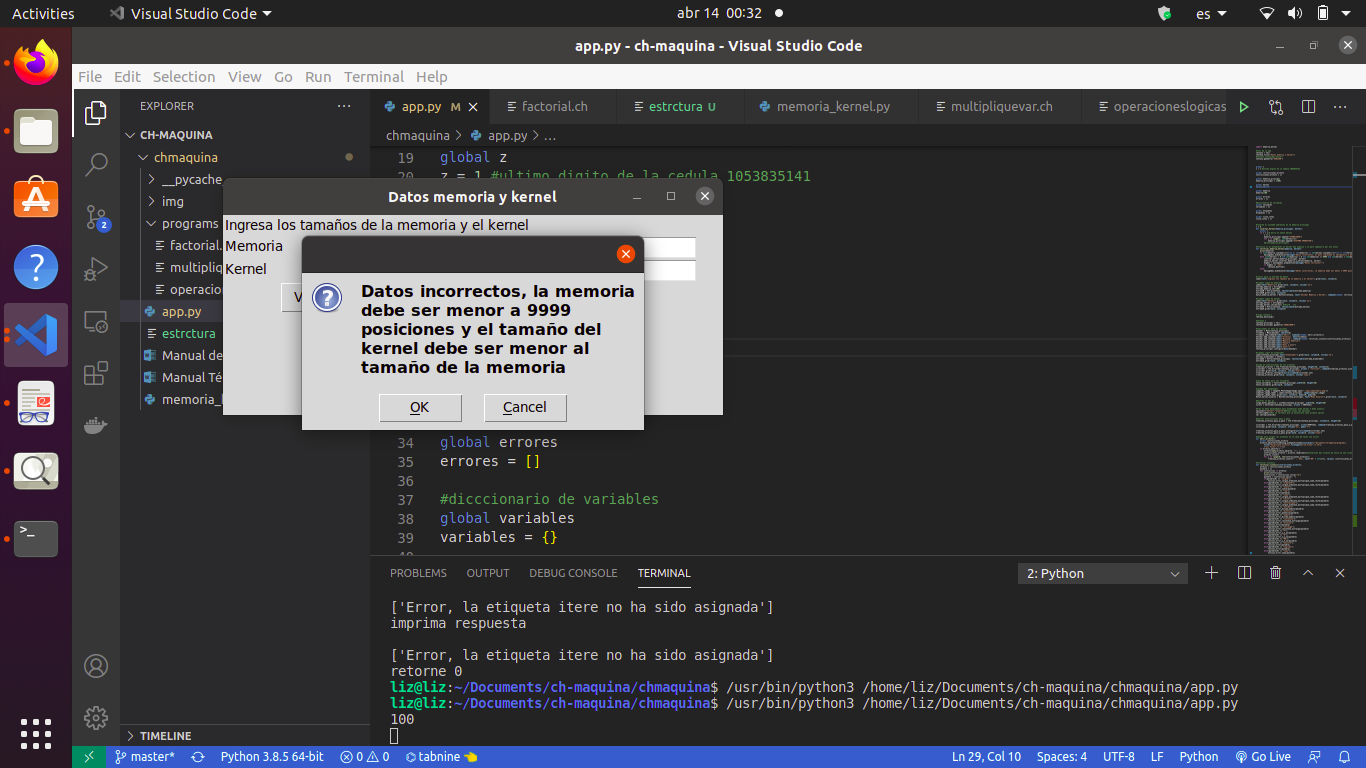 Activities
Visual Studio Code
abr 14 00:32
es
app.py - ch-maquina - Visual Studio Code
File Edit Selection View Go Run Terminal Help
EXPLORER
app.py M
factorial.ch
estrctura U
memoria_kernel.py
multipliquevar.ch
operacioneslogicas
CH-MAQUINA
chmaquina
__pycache
img
programs
factorial.
multipliq
operacio
app.py
estrctura
Manual de
Manual Té
memoria_
TIMELINE
chmaquina > app.py > ...
19 global z
20 z = 1 #ultimo digito de la cedula 1053835141
Datos memoria y kernel
Ingresa los tamaños de la memoria y el kernel
Memoria
Kernel
V
Datos incorrectos, la memoria
debe ser menor a 9999
posiciones y el tamaño del
kernel debe ser menor al
tamaño de la memoria
OK
Cancel
34 global errores
35 errores = []
36
37 #dicccionario de variables
38 global variables
39 variables = {}
PROBLEMS OUTPUT DEBUG CONSOLE TERMINAL
2: Python
['Error, la etiqueta itere no ha sido asignada']
imprima respuesta
['Error, la etiqueta itere no ha sido asignada']
retorne 0
liz@liz:~/Documents/ch-maquina/chmaquina$ /usr/bin/python3 /home/liz/Documents/ch-maquina/chmaquina/app.py
liz@liz:~/Documents/ch-maquina/chmaquina$ /usr/bin/python3 /home/liz/Documents/ch-maquina/chmaquina/app.py
100
master* Python 3.8.5 64-bit 0 0 tabnine
Ln 29, Col 10 Spaces: 4 UTF-8 LF Python Go Live
2